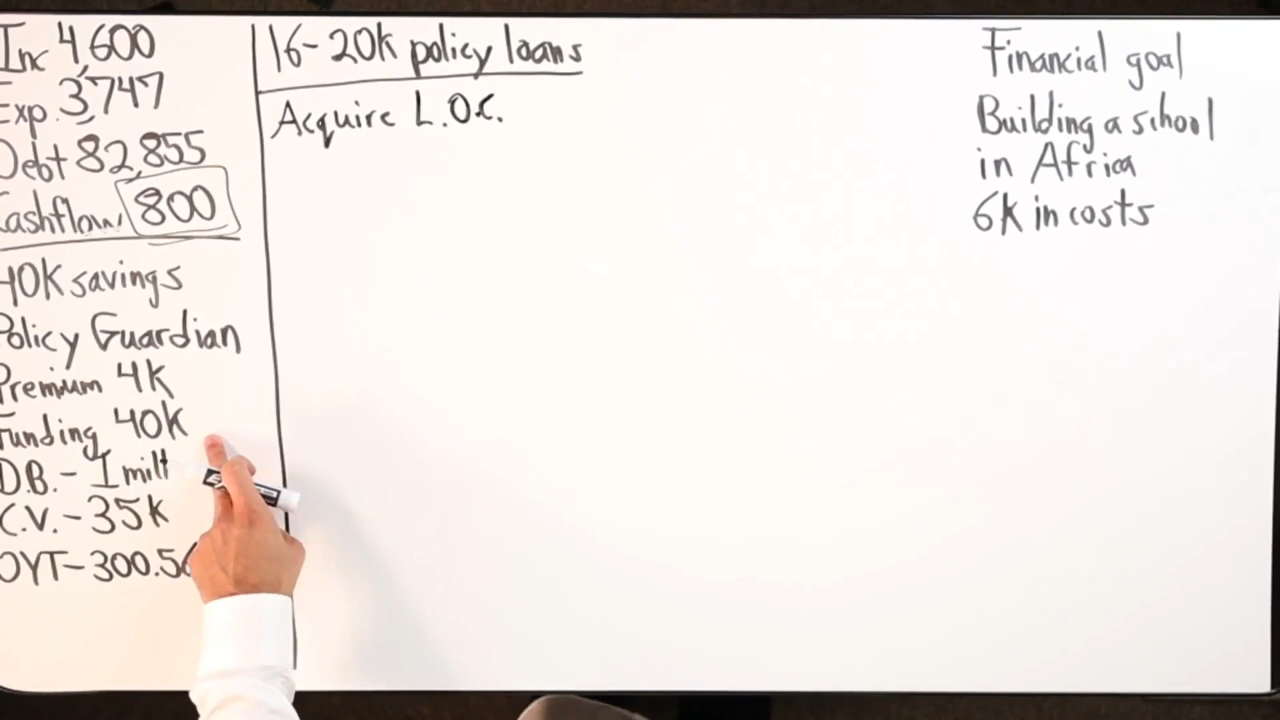 Inc 4,600
Exp. 3,747
Debt 82,855
Cashflow 800
40K savings
Policy Guardian
Premium 4K
Funding 40K
D.B. - 1 mill
C.V. - 35K
OYT - 300.56
16-20K policy loans
Acquire L.O.C.
Financial goal
Building a school
in Africa
6K in costs